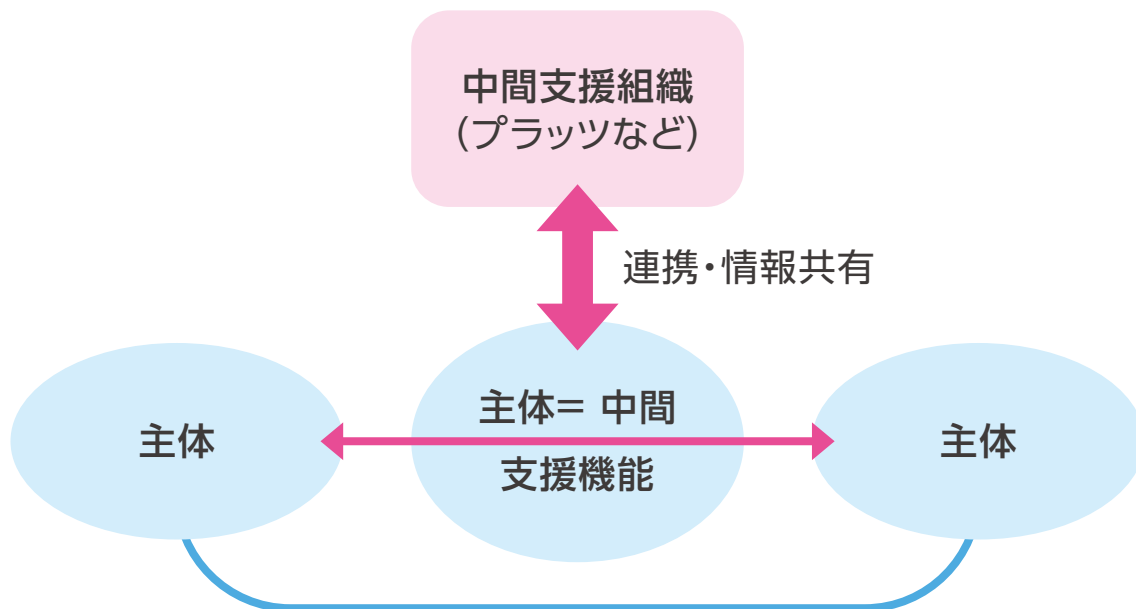 中間支援組織
(プラッツなど)
連携・情報共有
主体= 中間
支援機能
主体
主体